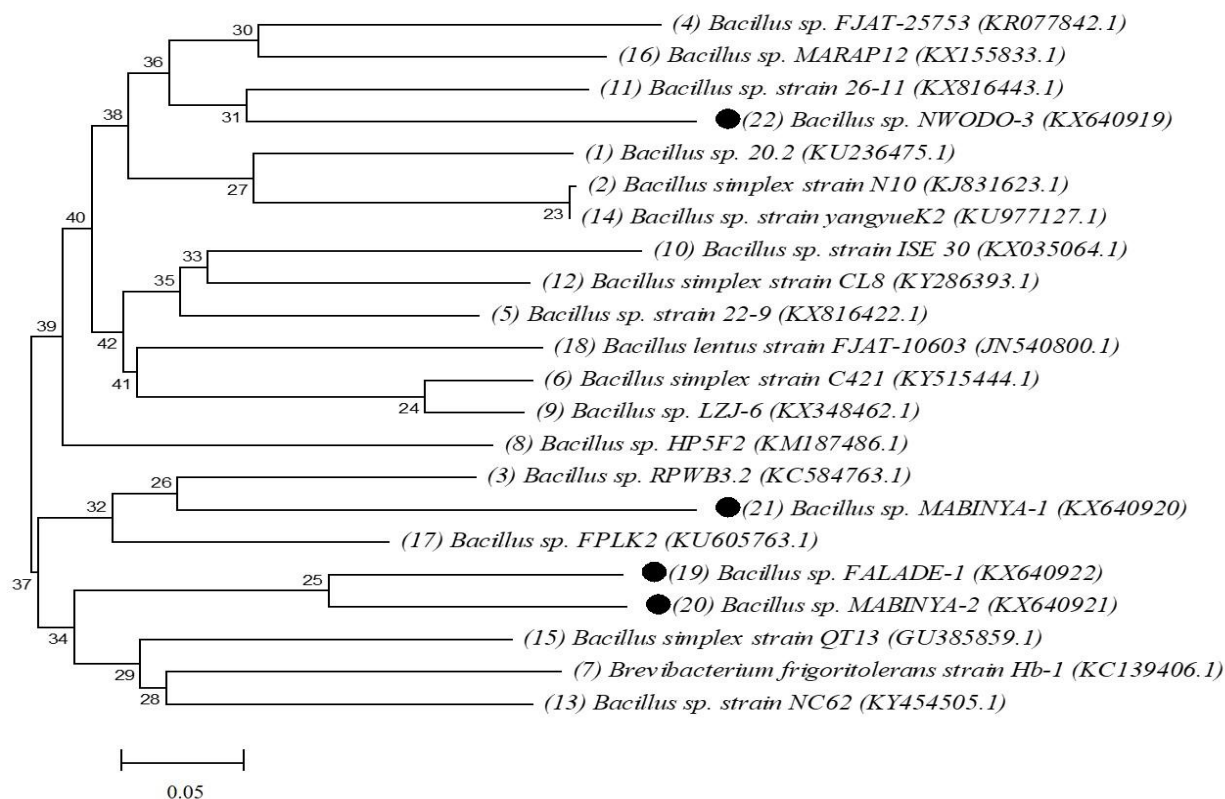 (4) Bacillus sp. FJAT-25753 (KR077842.1)
30
(16) Bacillus sp. MARAP12 (KX155833.1)
36
(11) Bacillus sp. strain 26-11 (KX816443.1)
31
(22) Bacillus sp. NWODO-3 (KX640919)
38
(1) Bacillus sp. 20.2 (KU236475.1)
27
(2) Bacillus simplex strain N10 (KJ831623.1)
23
(14) Bacillus sp. strain yangyueK2 (KU977127.1)
40
(10) Bacillus sp. strain ISE 30 (KX035064.1)
33
(12) Bacillus simplex strain CL8 (KY286393.1)
35
(5) Bacillus sp. strain 22-9 (KX816422.1)
39
42
(18) Bacillus lentus strain FJAT-10603 (JN540800.1)
41
(6) Bacillus simplex strain C421 (KY515444.1)
24
(9) Bacillus sp. LZJ-6 (KX348462.1)
(8) Bacillus sp. HP5F2 (KM187486.1)
(3) Bacillus sp. RPWB3.2 (KC584763.1)
26
32
(21) Bacillus sp. MABINYA-1 (KX640920)
(17) Bacillus sp. FPLK2 (KU605763.1)
37
(19) Bacillus sp. FALADE-1 (KX640922)
25
(20) Bacillus sp. MABINYA-2 (KX640921)
34
(15) Bacillus simplex strain QT13 (GU385859.1)
29
(7) Brevibacterium frigoritolerans strain Hb-1 (KC139406.1)
28
(13) Bacillus sp. strain NC62 (KY454505.1)
0.05